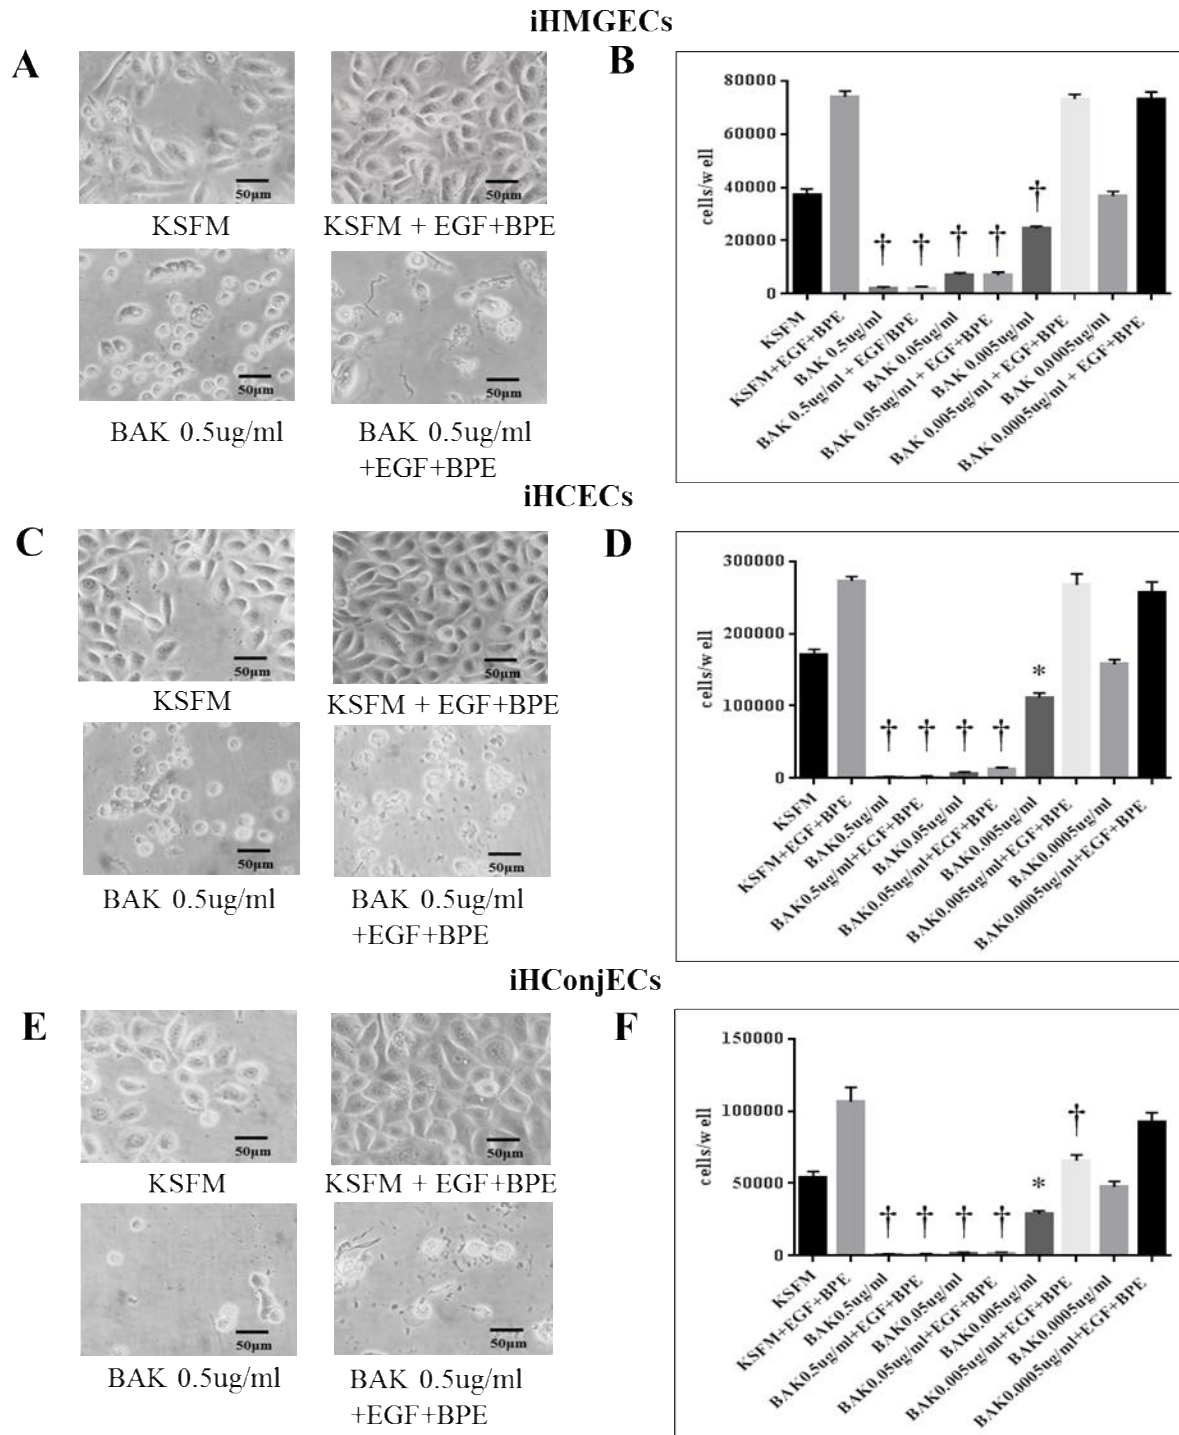 iHMGECs
A
50μm
KSFM
50μm
KSFM + EGF+BPE
50μm
BAK 0.5ug/ml
50μm
BAK 0.5ug/ml
+EGF+BPE
B
cells/well
80000
60000
40000
20000
0
† † † † †
KSFM
KSFM+EGF+BPE
BAK 0.5ug/ml
BAK 0.5ug/ml + EGF/BPE
BAK 0.05ug/ml
BAK 0.05ug/ml + EGF+BPE
BAK 0.005ug/ml
BAK 0.005ug/ml + EGF+BPE
BAK 0.0005ug/ml
BAK 0.0005ug/ml + EGF+BPE
iHCECs
C
50μm
KSFM
50μm
KSFM + EGF+BPE
50μm
BAK 0.5ug/ml
50μm
BAK 0.5ug/ml
+EGF+BPE
D
cells/well
300000
200000
100000
0
† † † † *
KSFM
KSFM+EGF+BPE
BAK0.5ug/ml
BAK0.5ug/ml+EGF+BPE
BAK0.05ug/ml
BAK0.05ug/ml+EGF+BPE
BAK0.005ug/ml
BAK0.005ug/ml+EGF+BPE
BAK0.0005ug/ml
BAK0.0005ug/ml+EGF+BPE
iHConjECs
E
50μm
KSFM
50μm
KSFM + EGF+BPE
50μm
BAK 0.5ug/ml
50μm
BAK 0.5ug/ml
+EGF+BPE
F
cells/well
150000
100000
50000
0
† † † † * †
KSFM
KSFM+EGF+BPE
BAK0.5ug/ml
BAK0.5ug/ml+EGF+BPE
BAK0.05ug/ml
BAK0.05ug/ml+EGF+BPE
BAK0.005ug/ml
BAK0.005ug/ml+EGF+BPE
BAK0.0005ug/ml
BAK0.0005ug/ml+EGF+BPE